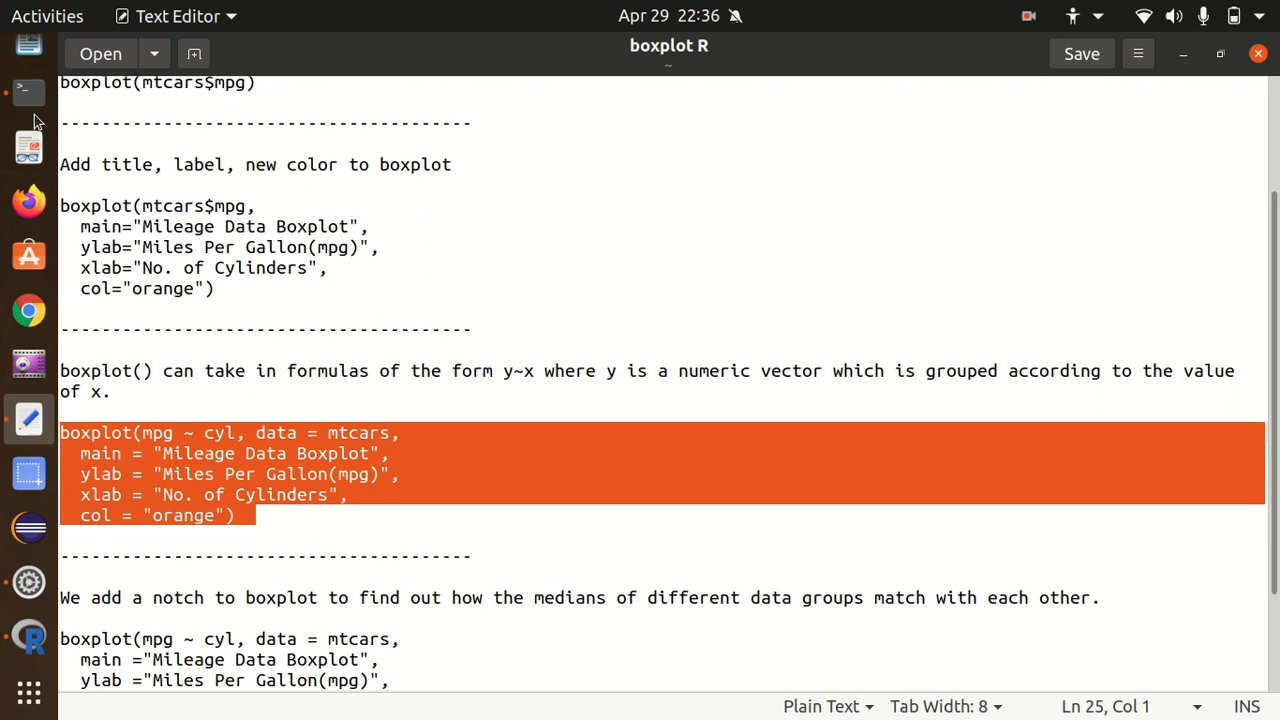 Activities
Text Editor
Apr 29 22:36
Open
boxplot R
~
Save
boxplot(mtcars$mpg)
----------------------------------------
Add title, label, new color to boxplot
boxplot(mtcars$mpg,
  main="Mileage Data Boxplot",
  ylab="Miles Per Gallon(mpg)",
  xlab="No. of Cylinders",
  col="orange")
----------------------------------------
boxplot() can take in formulas of the form y~x where y is a numeric vector which is grouped according to the value
of x.
boxplot(mpg ~ cyl, data = mtcars,
  main = "Mileage Data Boxplot",
  ylab = "Miles Per Gallon(mpg)",
  xlab = "No. of Cylinders",
  col = "orange")
----------------------------------------
We add a notch to boxplot to find out how the medians of different data groups match with each other.
boxplot(mpg ~ cyl, data = mtcars,
  main ="Mileage Data Boxplot",
  ylab ="Miles Per Gallon(mpg)",
Plain Text
Tab Width: 8
Ln 25, Col 1
INS